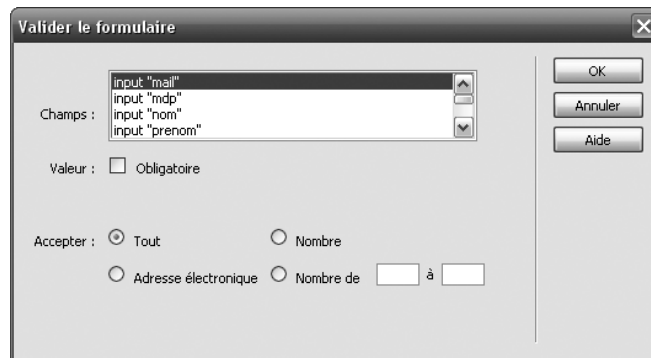 Valider le formulaire
Champs :
input "mail"
input "mdp"
input "nom"
input "prenom"
OK
Annuler
Aide
Valeur : Obligatoire
Accepter : Tout Nombre
Adresse électronique Nombre de à